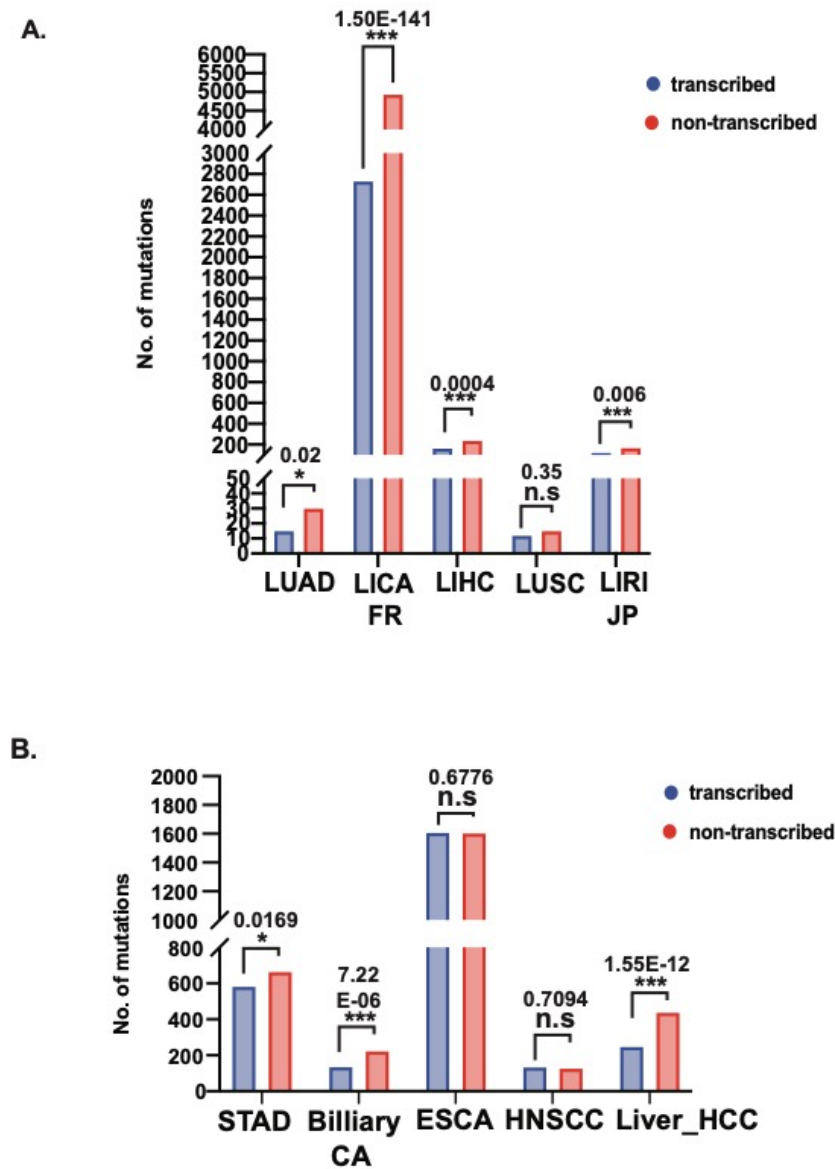 A.
1.50E-141
***
6000
5500
5000
4500
4000
3000
2800
2600
2400
2200
2000
1800
1600
1400
1200
1000
800
600
400
200
50
40
30
20
10
0
No. of mutations
transcribed
non-transcribed
0.02
*
0.0004
***
0.35
n.s
0.006
***
LUAD LICA LIHC LUSC LIRI
FR JP
B.
2000
1800
1600
1400
1200
1000
800
600
400
200
0
No. of mutations
0.6776
n.s
transcribed
non-transcribed
0.0169
*
7.22
E-06
***
0.7094
n.s
1.55E-12
***
STAD Billiary ESCA HNSCC Liver_HCC
CA